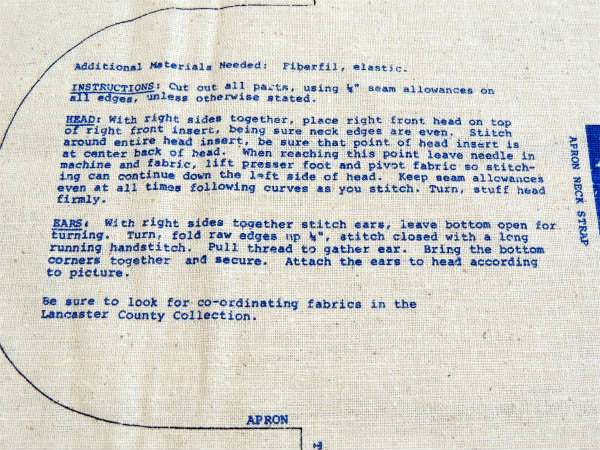 Additional Materials Needed: Fiberfil, elastic.
INSTRUCTIONS: Cut out all parts, using ¼" seam allowances on
all edges, unless otherwise stated.
HEAD: With right sides together, place right front head on top
of right front insert, being sure neck edges are even. Stitch
around entire head insert, be sure that point of head insert is
at center back of head. When reaching this point leave needle in
machine and fabric, lift presser foot and pivot fabric so stitch-
ing can continue down the left side of head. Keep seam allowances
even at all times following curves as you stitch. Turn, stuff head
firmly.
EARS: With right sides together stitch ears, leave bottom open for
turning. Turn, fold raw edges up ¼", stitch closed with a long
running handstitch. Pull thread to gather ear. Bring the bottom
corners together and secure. Attach the ears to head according
to picture.
Be sure to look for co-ordinating fabrics in the
Lancaster County Collection.
APRON NECK STRAP
APRON